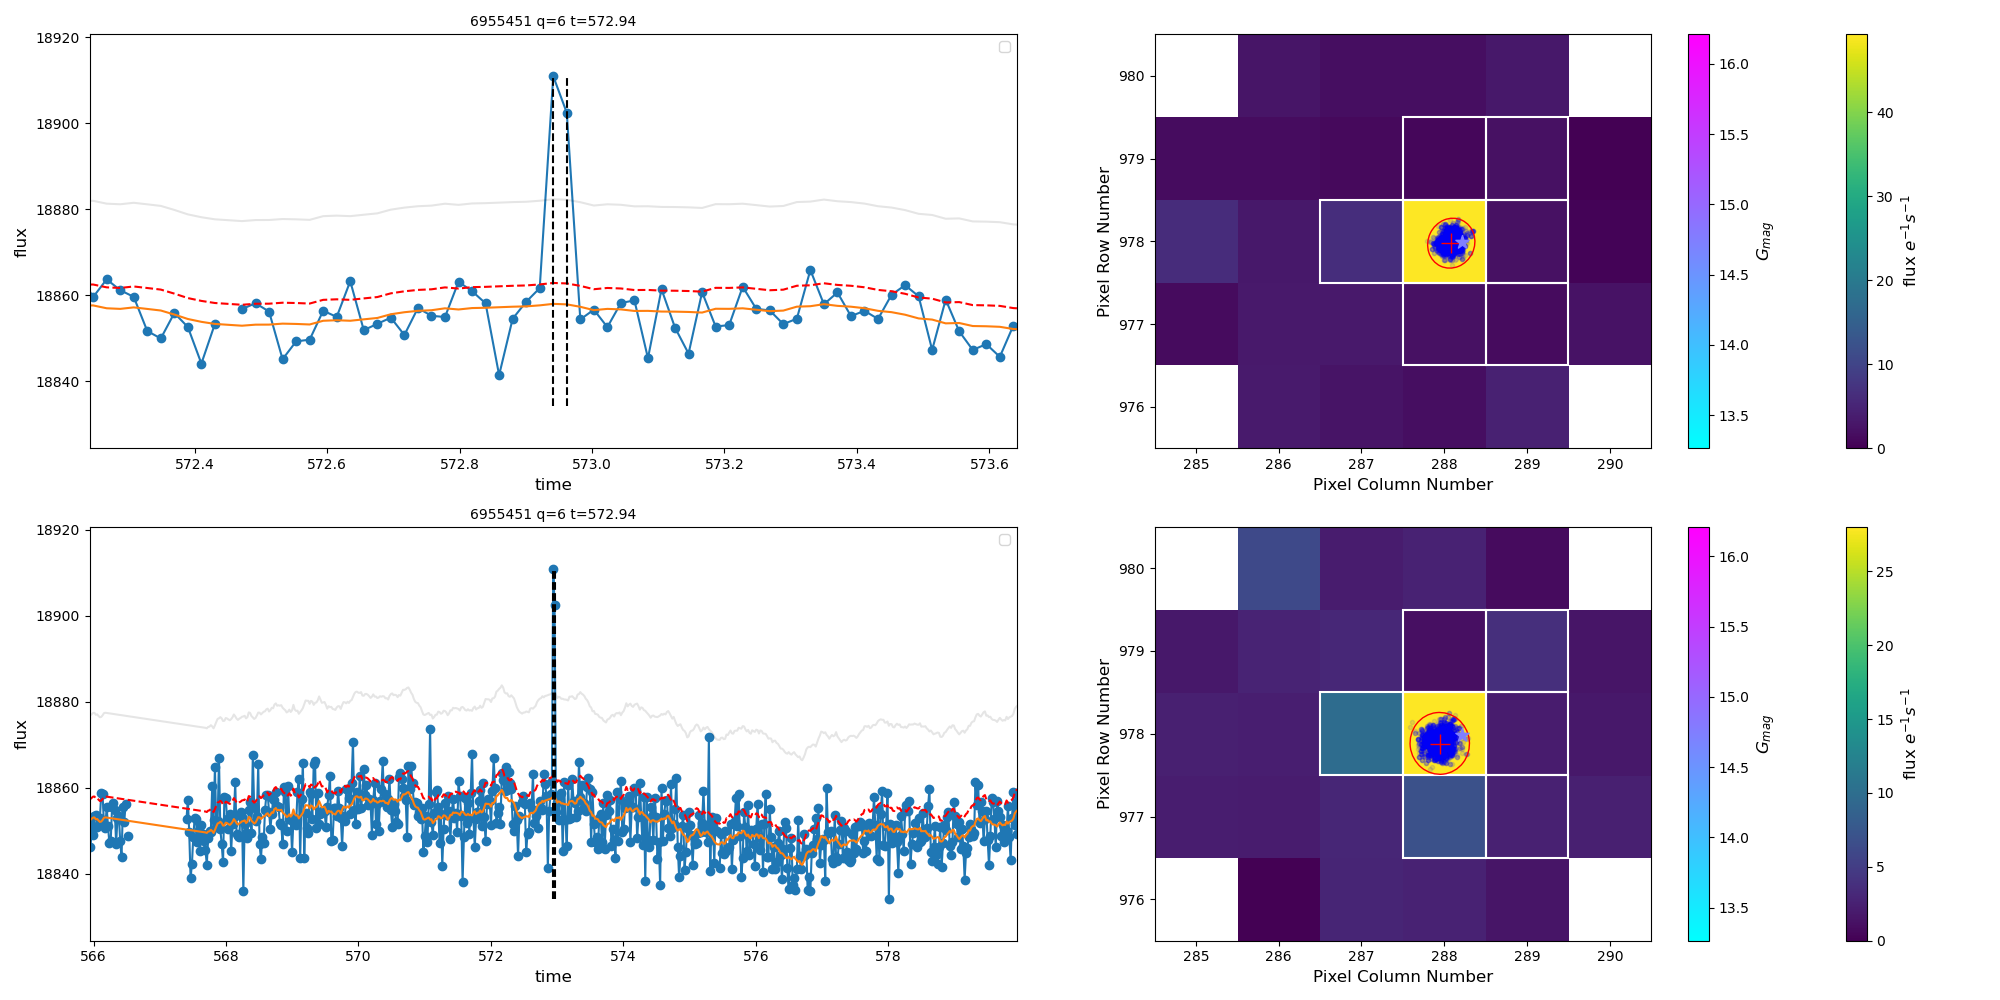 6955451 q=6 t=572.94
18920
18900
18880
18860
18840
flux
572.4 572.6 572.8 573.0 573.2 573.4 573.6
time
980
979
978
977
976
Pixel Row Number
285 286 287 288 289 290
Pixel Column Number
16.0
15.5
15.0
14.5
14.0
13.5
G_mag
40
30
20
10
0
flux e⁻¹s⁻¹
6955451 q=6 t=572.94
18920
18900
18880
18860
18840
flux
566 568 570 572 574 576 578
time
980
979
978
977
976
Pixel Row Number
285 286 287 288 289 290
Pixel Column Number
16.0
15.5
15.0
14.5
14.0
13.5
G_mag
25
20
15
10
5
0
flux e⁻¹s⁻¹